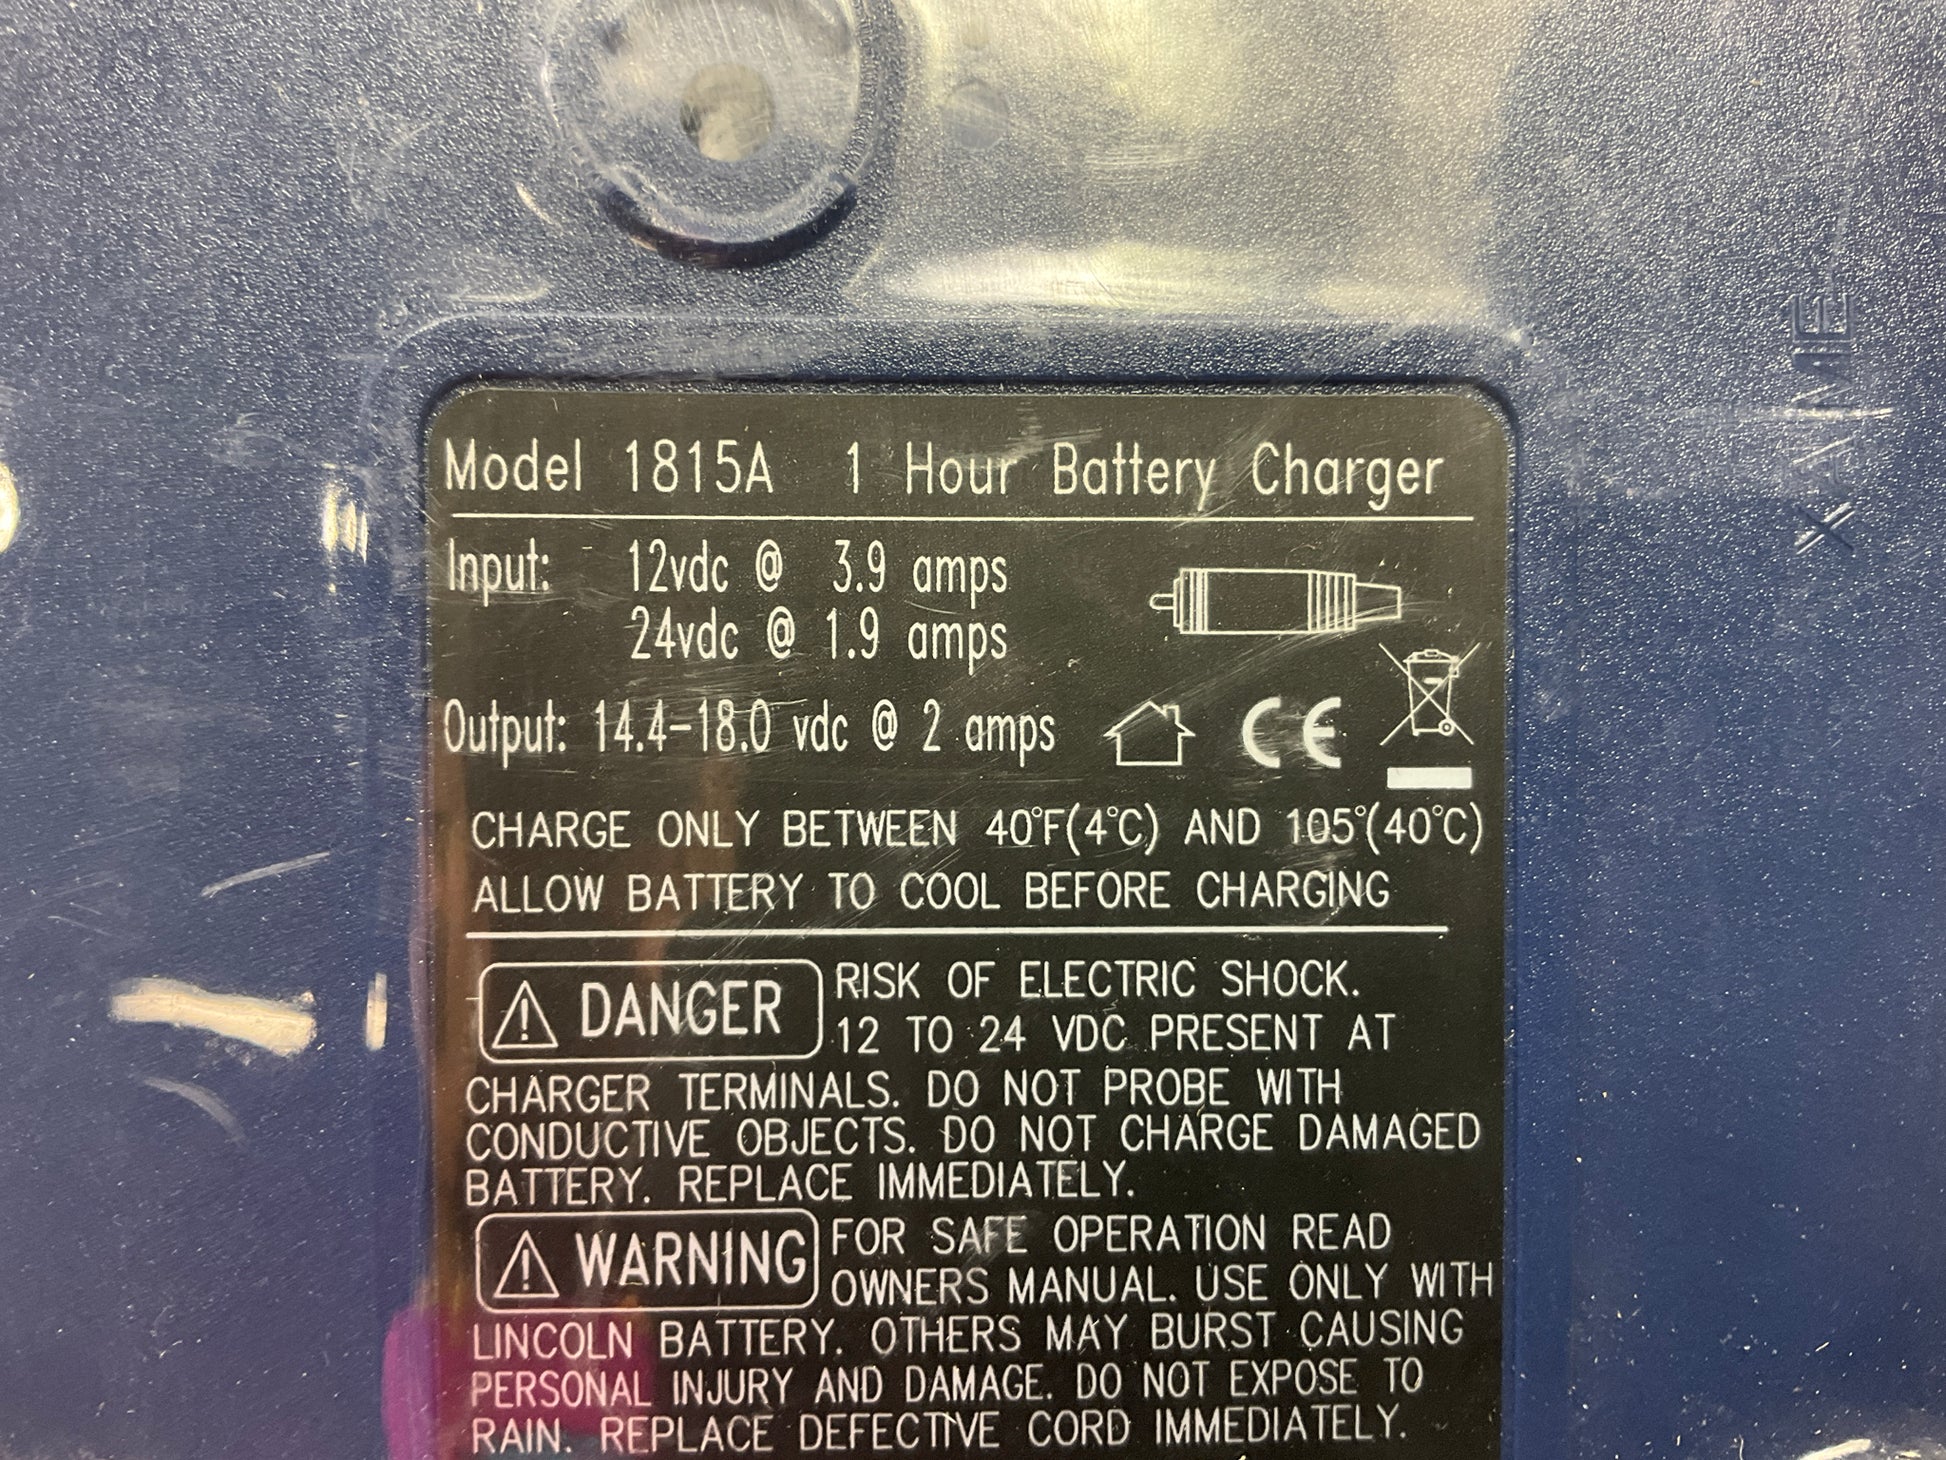 XAME
Model 1815A 1 Hour Battery Charger
Input: 12vdc @ 3.9 amps
24vdc @ 1.9 amps
Output: 14.4-18.0 vdc @ 2 amps
CE
CHARGE ONLY BETWEEN 40°F(4°C) AND 105°(40°C)
ALLOW BATTERY TO COOL BEFORE CHARGING
DANGER RISK OF ELECTRIC SHOCK.
12 TO 24 VDC PRESENT AT
CHARGER TERMINALS. DO NOT PROBE WITH
CONDUCTIVE OBJECTS. DO NOT CHARGE DAMAGED
BATTERY. REPLACE IMMEDIATELY.
WARNING FOR SAFE OPERATION READ
OWNERS MANUAL. USE ONLY WITH
LINCOLN BATTERY. OTHERS MAY BURST CAUSING
PERSONAL INJURY AND DAMAGE. DO NOT EXPOSE TO
RAIN. REPLACE DEFECTIVE CORD IMMEDIATELY.